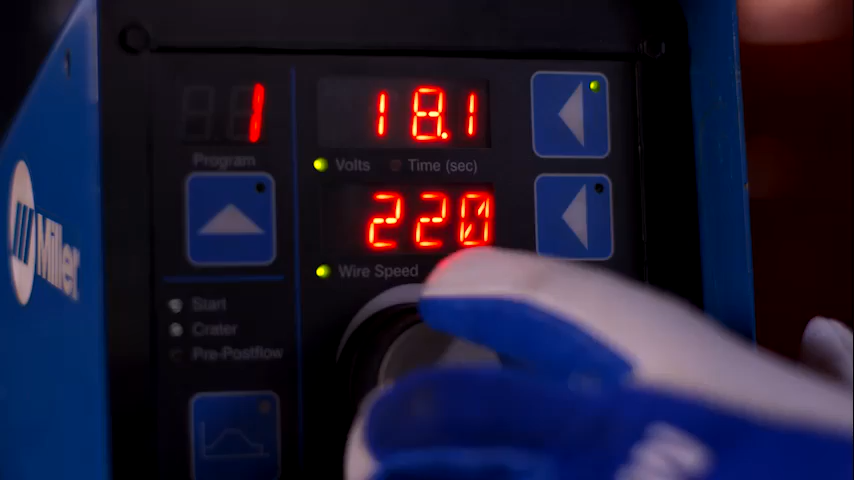 1
18.1
Program
Volts
Time (sec)
220
Wire Speed
Miller
Start
Crater
Pre-Postflow